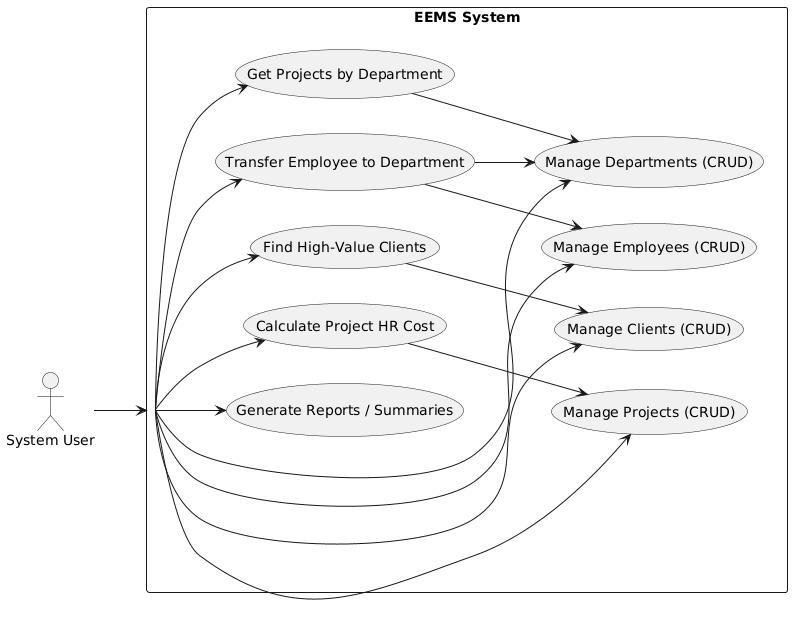 EEMS System
Get Projects by Department
Transfer Employee to Department
Manage Departments (CRUD)
Find High-Value Clients
Manage Employees (CRUD)
Calculate Project HR Cost
Manage Clients (CRUD)
Generate Reports / Summaries
Manage Projects (CRUD)
System User